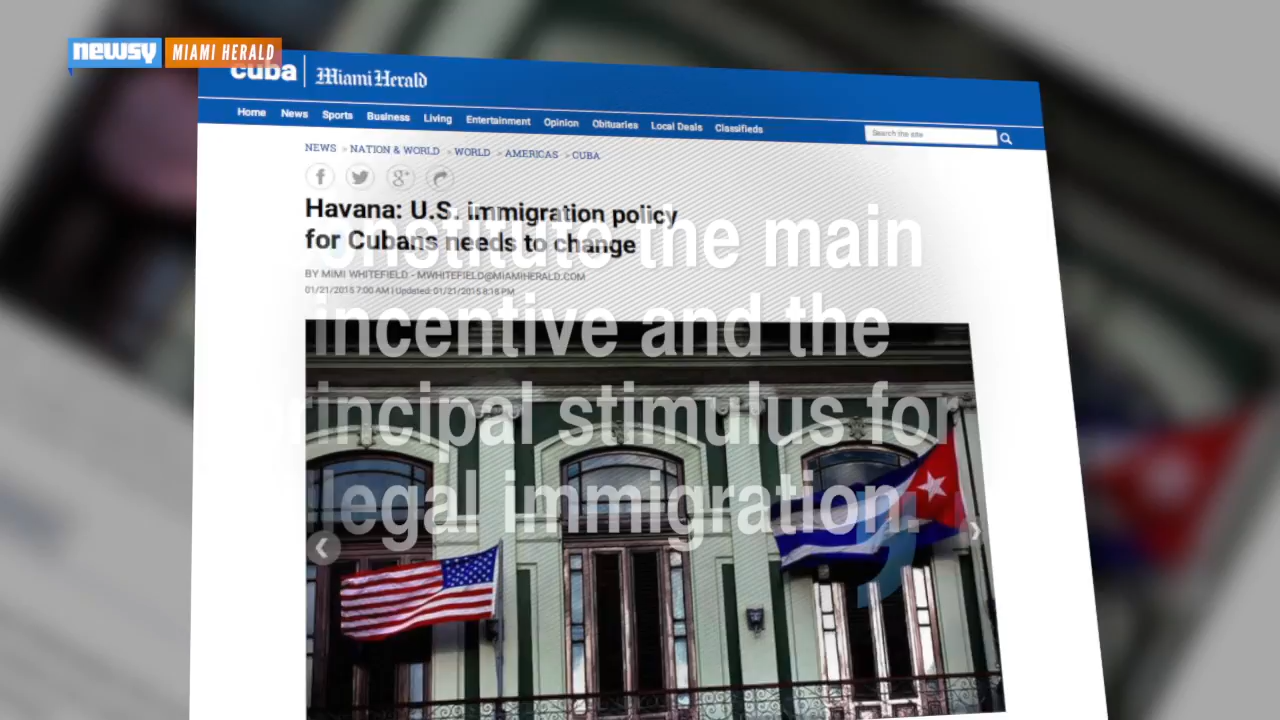 newsy MIAMI HERALD
cuba Miami Herald
Home News Sports Business Living Entertainment Opinion Obituaries Local Deals Classifieds Search the site
NEWS » NATION & WORLD » WORLD » AMERICAS » CUBA
Havana: U.S. immigration policy
for Cubans needs to change
BY MIMI WHITEFIELD - MWHITEFIELD@MIAMIHERALD.COM
01/21/2015 7:00 AM | Updated: 01/21/2015 8:18 PM
constitute the main
incentive and the
principal stimulus for
illegal immigration.